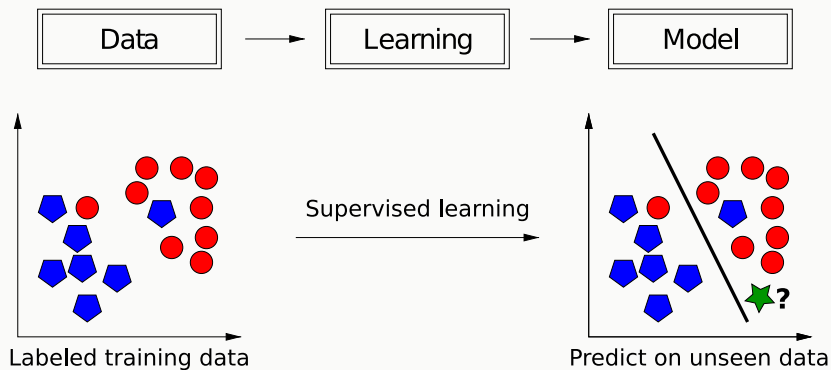 Data
Learning
Model
Supervised learning
?
Labeled training data
Predict on unseen data